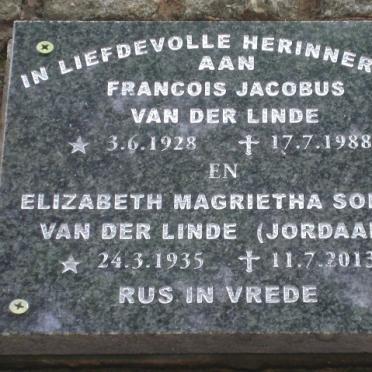 IN LIEFDEVOLLE HERINNER
AAN
FRANCOIS JACOBUS
VAN DER LINDE
3.6.1928 17.7.1988
EN
ELIZABETH MAGRIETHA
VAN DER LINDE (JORDAA
24.3.1935 11.7.2013
RUS IN VREDE